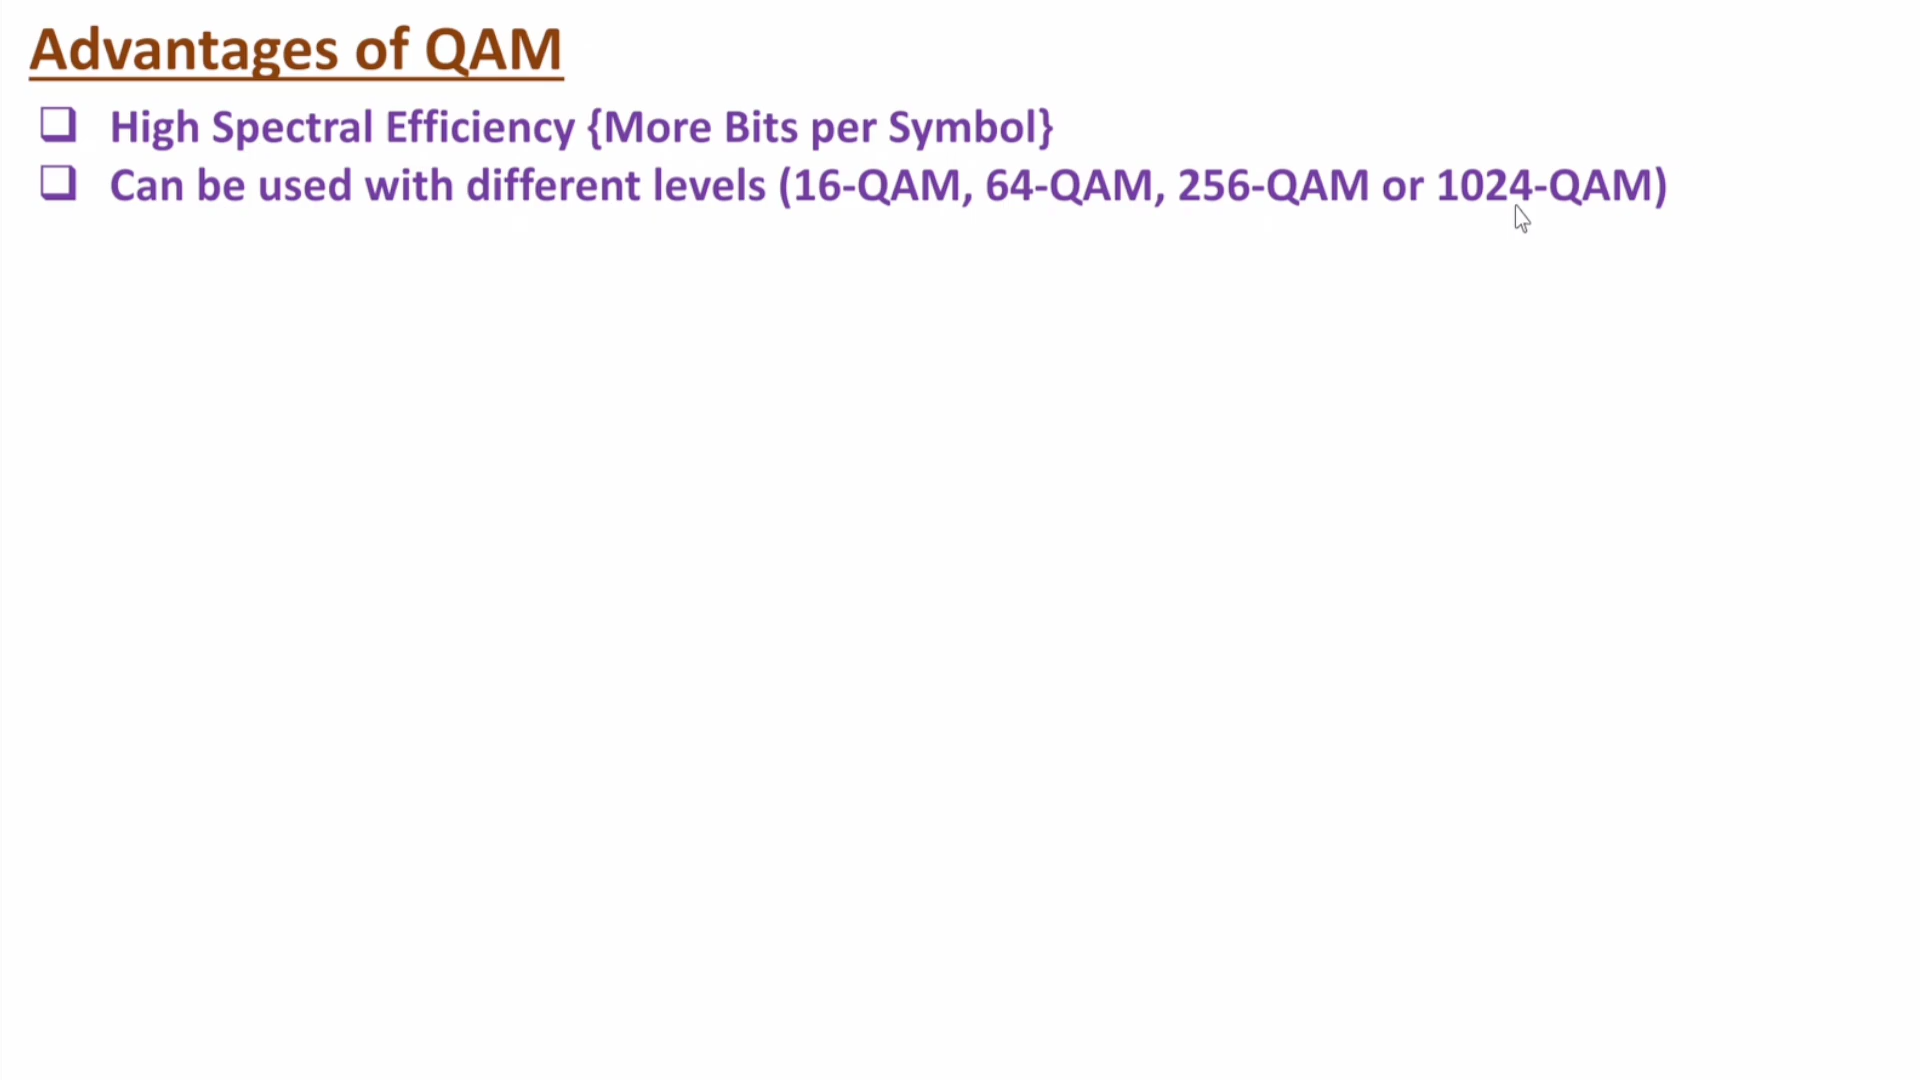 Advantages of QAM
❑ High Spectral Efficiency {More Bits per Symbol}
❑ Can be used with different levels (16-QAM, 64-QAM, 256-QAM or 1024-QAM)